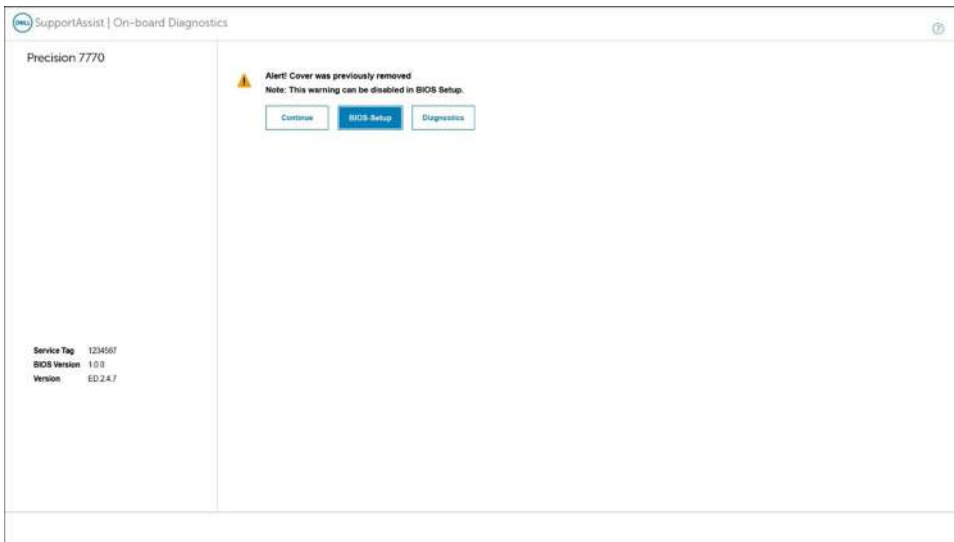 DELL SupportAssist | On-board Diagnostics
Precision 7770
Alert! Cover was previously removed
Note: This warning can be disabled in BIOS Setup.
Continue
BIOS-Setup
Diagnostics
Service Tag 1234567
BIOS Version 1.0.0
Version ED.2.4.7
?